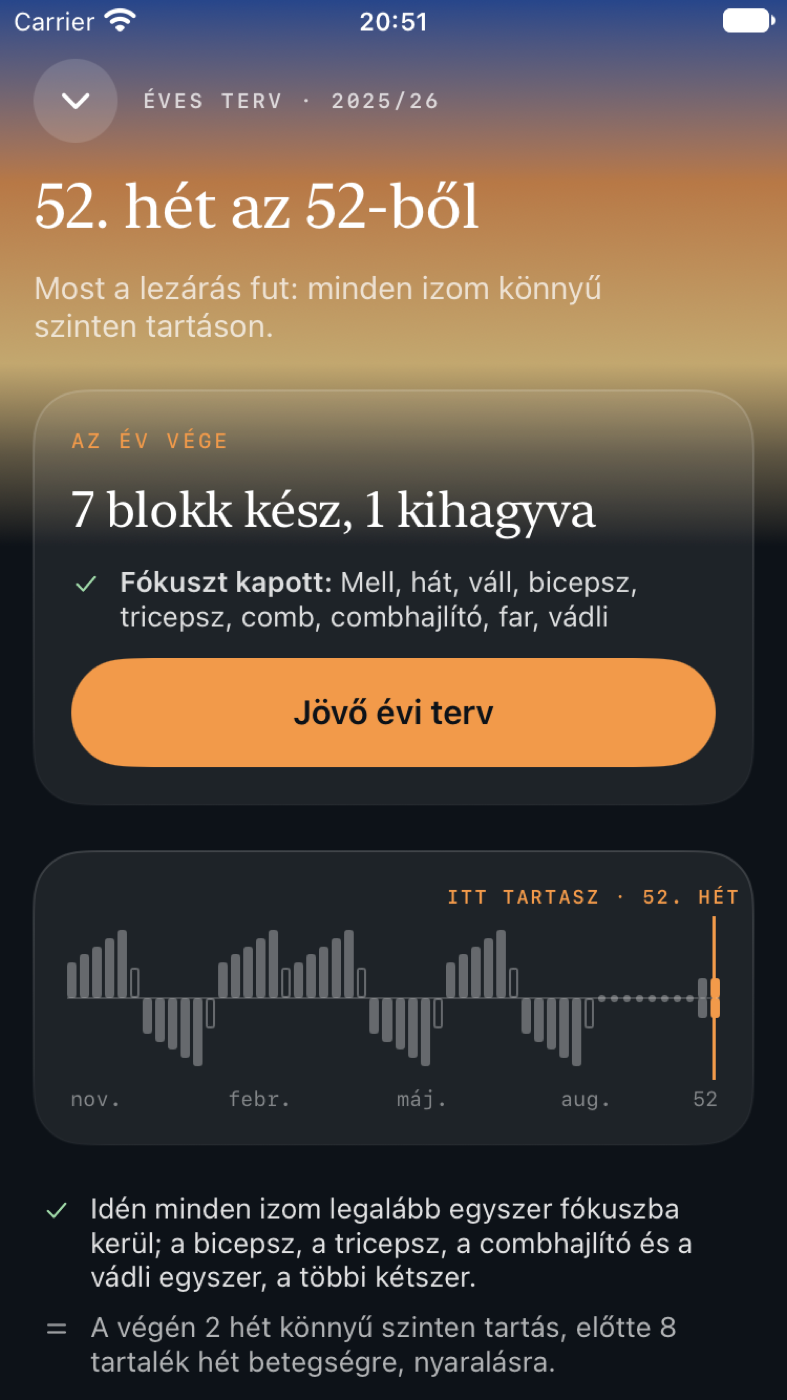 Carrier
20:51
ÉVES TERV · 2025/26
52. hét az 52-ből
Most a lezárás fut: minden izom könnyű
szinten tartáson.
AZ ÉV VÉGE
7 blokk kész, 1 kihagyva
Fókuszt kapott: Mell, hát, váll, bicepsz,
tricepsz, comb, combhajlító, far, vádli
Jövő évi terv
ITT TARTASZ · 52. HÉT
nov. febr. máj. aug. 52
Idén minden izom legalább egyszer fókuszba
kerül; a bicepsz, a tricepsz, a combhajlító és a
vádli egyszer, a többi kétszer.
A végén 2 hét könnyű szinten tartás, előtte 8
tartalék hét betegségre, nyaralásra.